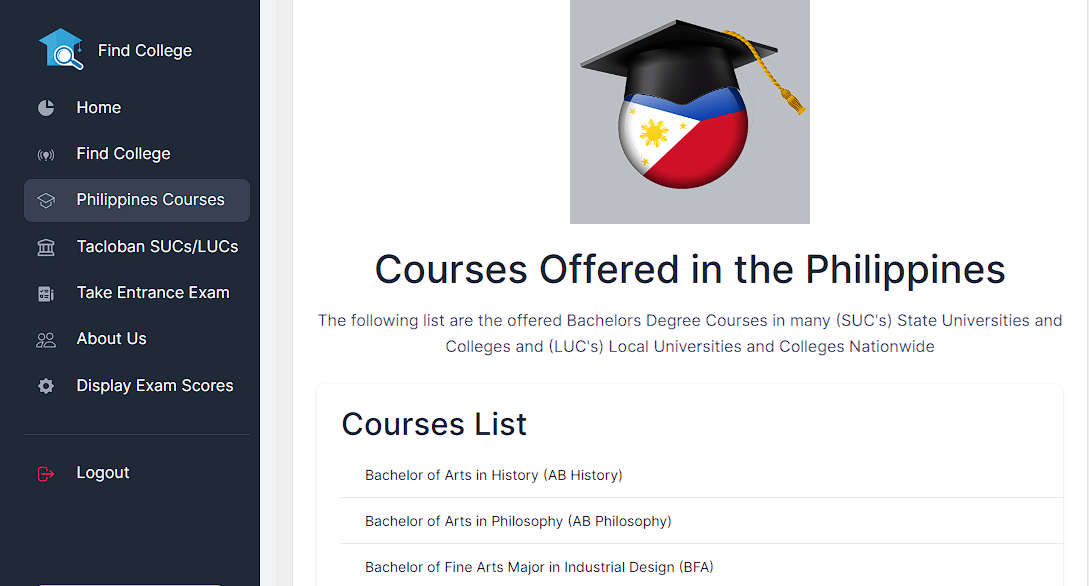 Find College
Home
Find College
Philippines Courses
Tacloban SUCs/LUCs
Take Entrance Exam
About Us
Display Exam Scores
Logout
Courses Offered in the Philippines
The following list are the offered Bachelors Degree Courses in many (SUC's) State Universities and
Colleges and (LUC's) Local Universities and Colleges Nationwide
Courses List
Bachelor of Arts in History (AB History)
Bachelor of Arts in Philosophy (AB Philosophy)
Bachelor of Fine Arts Major in Industrial Design (BFA)